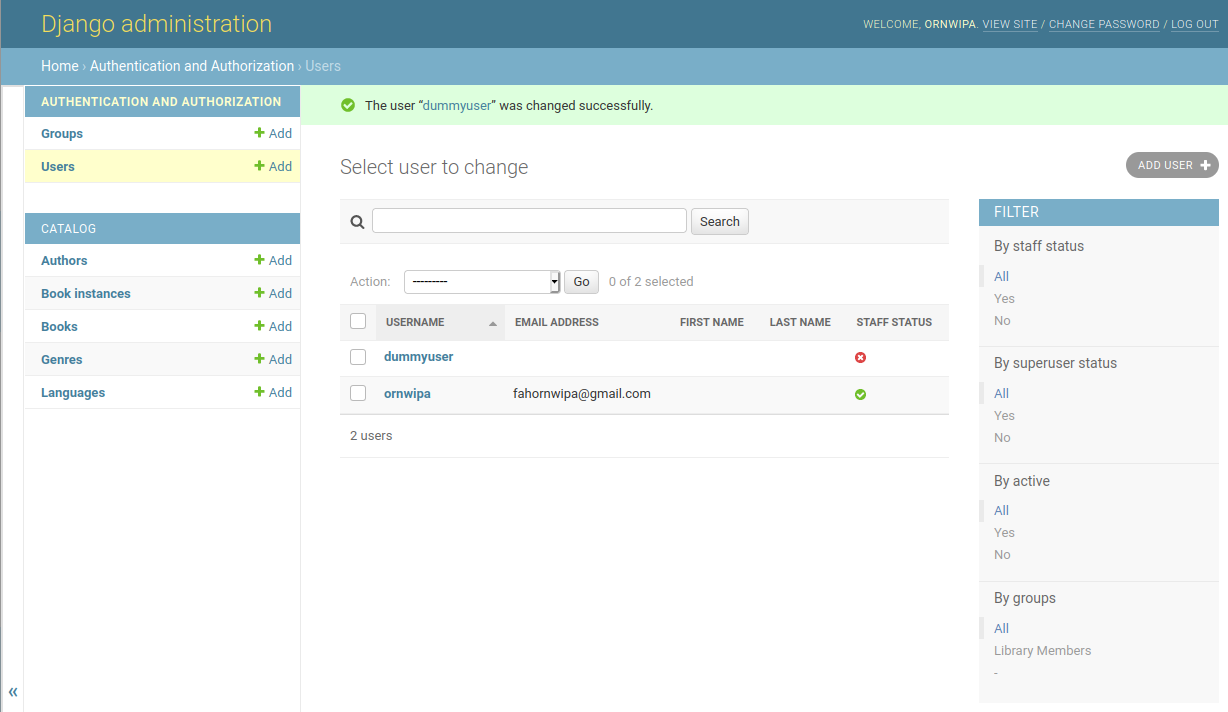 Django administration
WELCOME, ORNWIPA. VIEW SITE / CHANGE PASSWORD / LOG OUT
Home › Authentication and Authorization › Users
AUTHENTICATION AND AUTHORIZATION
Groups + Add
Users + Add
CATALOG
Authors + Add
Book instances + Add
Books + Add
Genres + Add
Languages + Add
«
The user “dummyuser” was changed successfully.
Select user to change
ADD USER +
Search
Action: --------- Go 0 of 2 selected
USERNAME EMAIL ADDRESS FIRST NAME LAST NAME STAFF STATUS
dummyuser
ornwipa fahornwipa@gmail.com
2 users
FILTER
By staff status
All
Yes
No
By superuser status
All
Yes
No
By active
All
Yes
No
By groups
All
Library Members
-